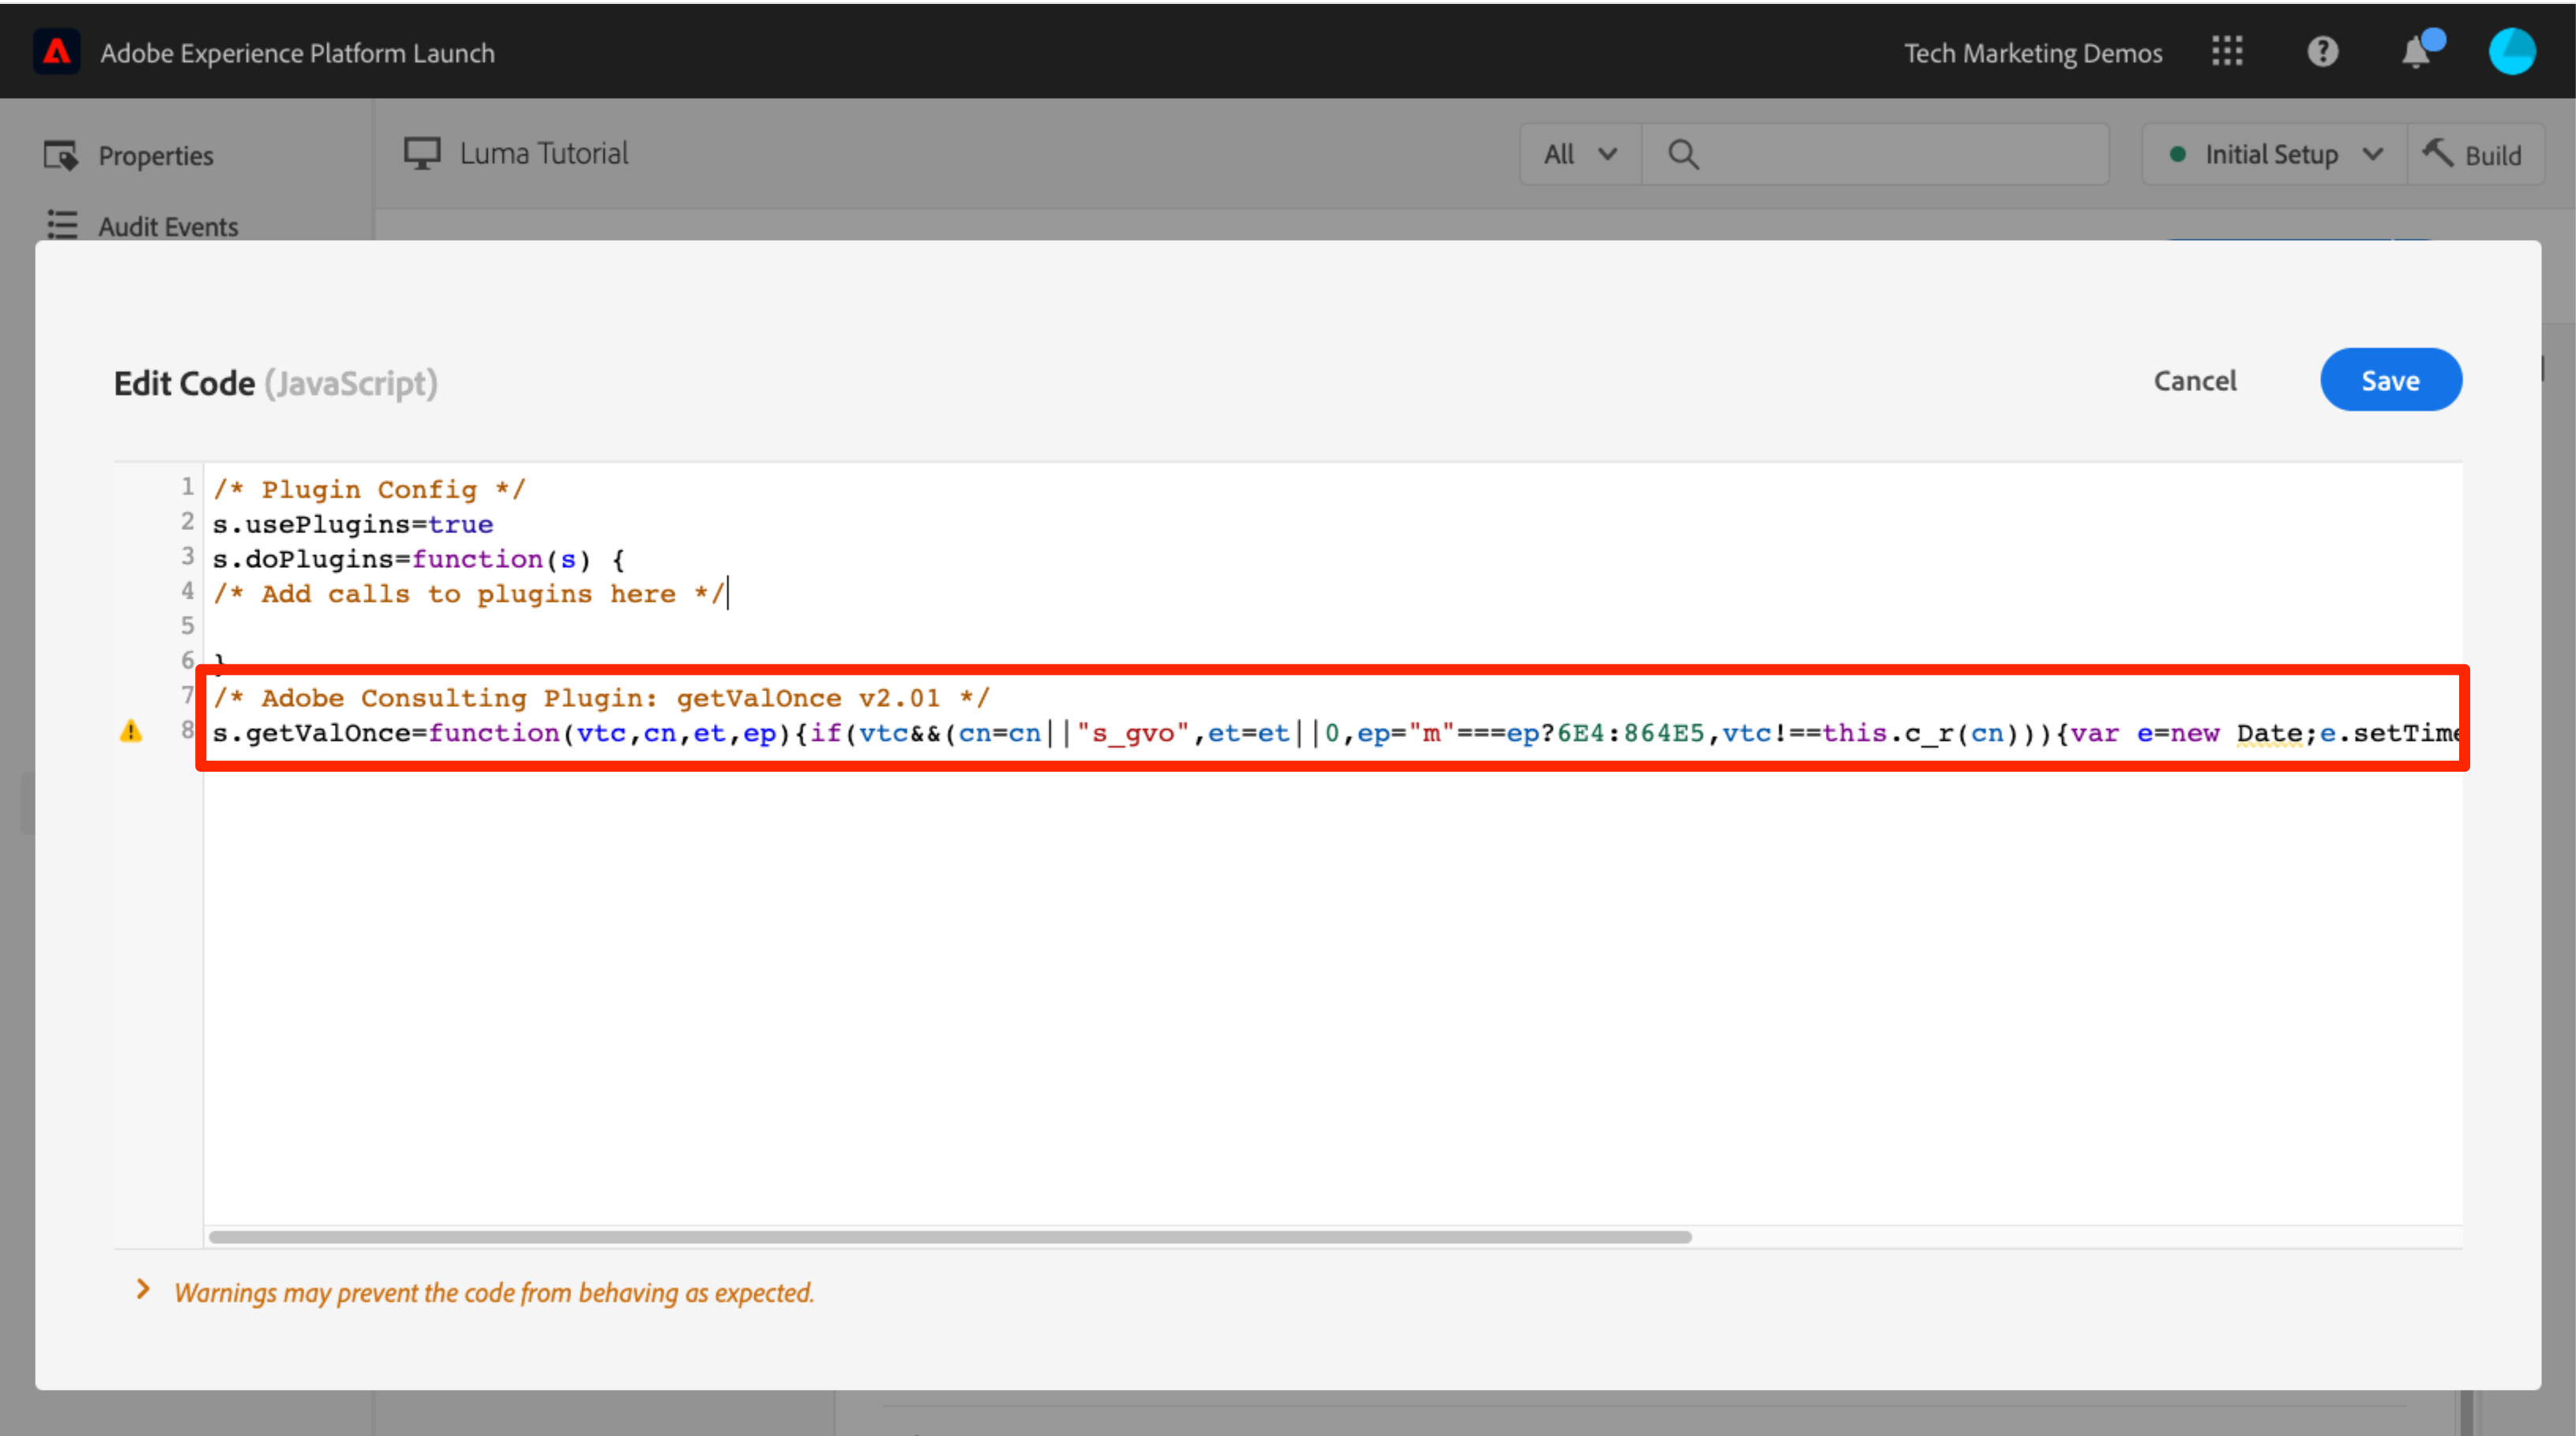 Adobe Experience Platform Launch
Tech Marketing Demos
Properties
Luma Tutorial
All
Initial Setup
Build
Audit Events
Edit Code (JavaScript)
Cancel
Save
1 /* Plugin Config */
2 s.usePlugins=true
3 s.doPlugins=function(s) {
4 /* Add calls to plugins here */
5
6 }
7 /* Adobe Consulting Plugin: getValOnce v2.01 */
8 s.getValOnce=function(vtc,cn,et,ep){if(vtc&&(cn=cn||"s_gvo",et=et||0,ep="m"===ep?6E4:864E5,vtc!==this.c_r(cn))){var e=new Date;e.setTime
Warnings may prevent the code from behaving as expected.